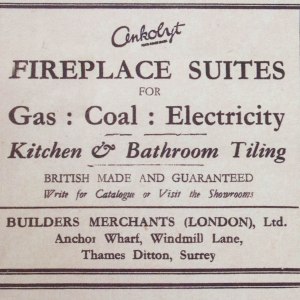 Cenkolyt
FIREPLACE SUITES
FOR
Gas : Coal : Electricity
Kitchen & Bathroom Tiling
BRITISH MADE AND GUARANTEED
Write for Catalogue or Visit the Showrooms
BUILDERS MERCHANTS (LONDON), Ltd.
Anchor Wharf, Windmill Lane,
Thames Ditton, Surrey